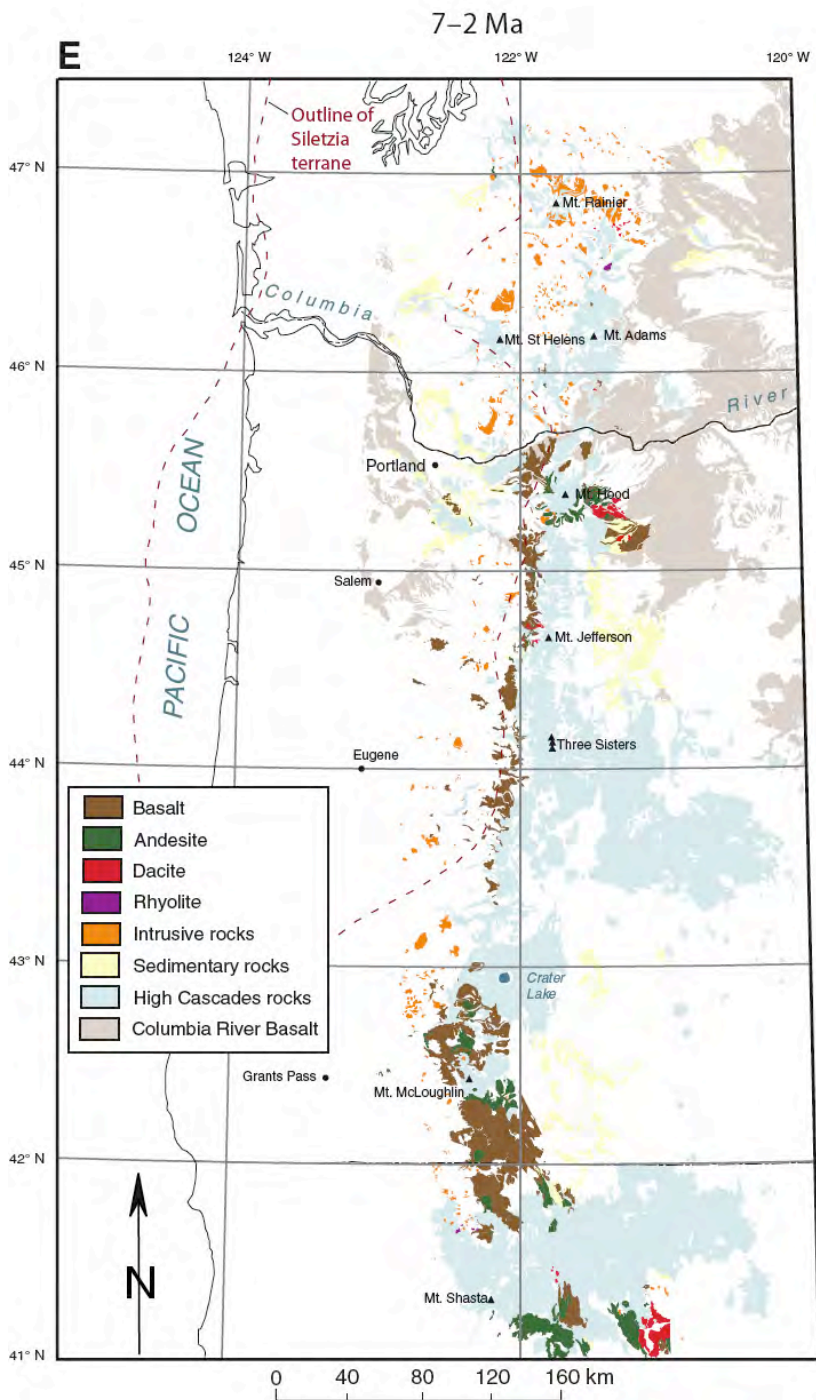 7–2 Ma
E
124° W
122° W
120° W
Outline of
Siletzia
terrane
47° N
Mt. Rainier
Columbia
Mt. St Helens
Mt. Adams
46° N
River
Portland
Mt. Hood
PACIFIC
OCEAN
45° N
Salem
Mt. Jefferson
Three Sisters
Eugene
44° N
Basalt
Andesite
Dacite
Rhyolite
Intrusive rocks
Sedimentary rocks
High Cascades rocks
Columbia River Basalt
43° N
Crater
Lake
Grants Pass
Mt. McLoughlin
42° N
N
Mt. Shasta
41° N
0 40 80 120 160 km